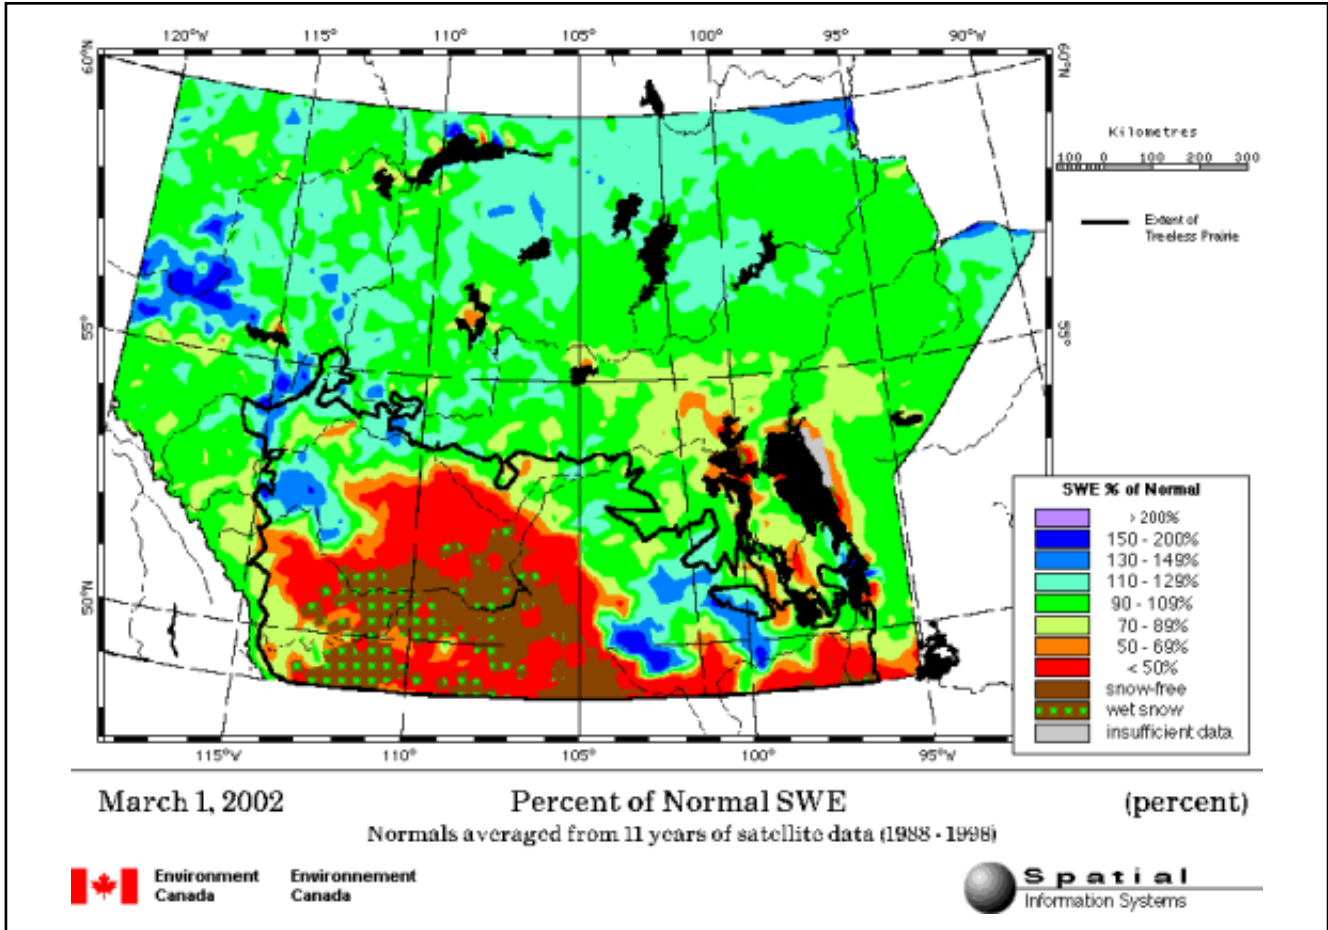 120°W 115° 110° 105° 100° 95° 90°W
60°N
60°N
Kilometres
100 0 100 200 300
Extent of
Treeless Prairie
55°
55°
50°N
SWE % of Normal
> 200%
150 - 200%
130 - 149%
110 - 129%
90 - 109%
70 - 89%
50 - 69%
< 50%
snow-free
wet snow
insufficient data
115°W 110° 105° 100° 95°W
March 1, 2002 Percent of Normal SWE (percent)
Normals averaged from 11 years of satellite data (1988 - 1998)
Environment Environnement
Canada Canada
Spatial
Information Systems